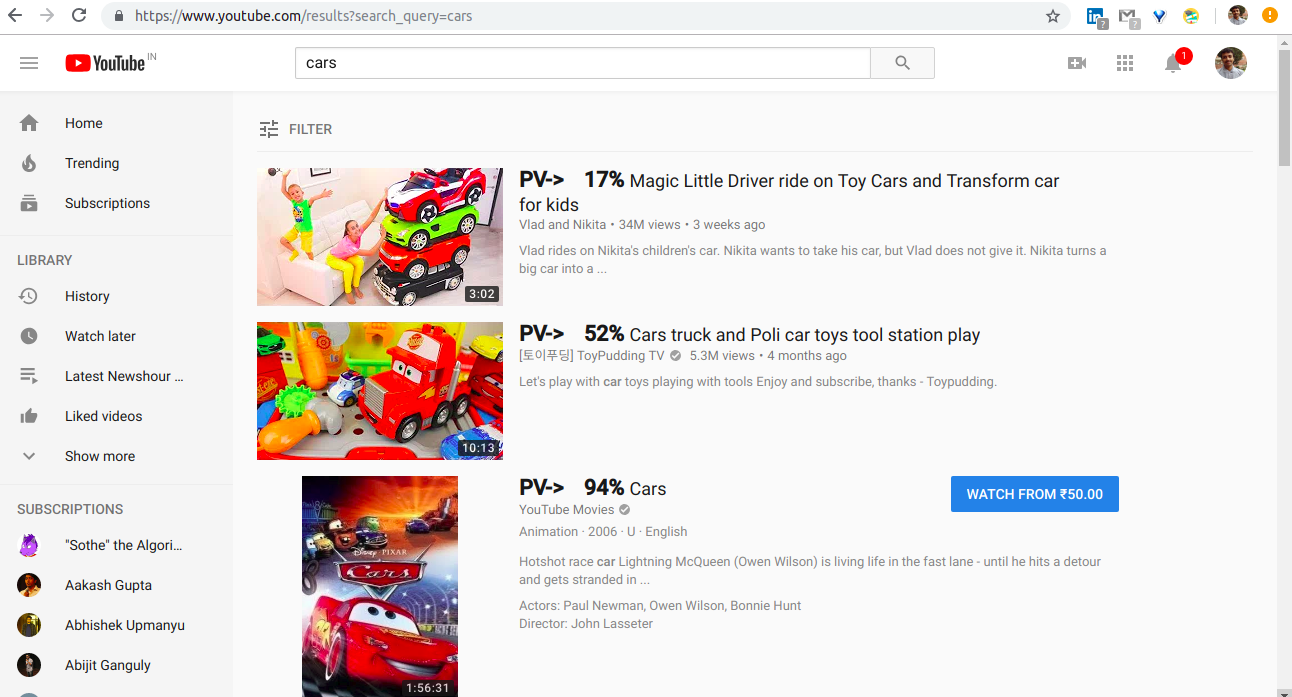 https://www.youtube.com/results?search_query=cars
YouTube IN
cars
1
Home
Trending
Subscriptions
LIBRARY
History
Watch later
Latest Newshour ...
Liked videos
Show more
SUBSCRIPTIONS
"Sothe" the Algori...
Aakash Gupta
Abhishek Upmanyu
Abijit Ganguly
FILTER
3:02
PV-> 17% Magic Little Driver ride on Toy Cars and Transform car
for kids
Vlad and Nikita • 34M views • 3 weeks ago
Vlad rides on Nikita's children's car. Nikita wants to take his car, but Vlad does not give it. Nikita turns a
big car into a ...
10:13
PV-> 52% Cars truck and Poli car toys tool station play
[토이푸딩] ToyPudding TV 5.3M views • 4 months ago
Let's play with car toys playing with tools Enjoy and subscribe, thanks - Toypudding.
DISNEY PIXAR
Cars
1:56:31
PV-> 94% Cars
YouTube Movies
Animation · 2006 · U · English
Hotshot race car Lightning McQueen (Owen Wilson) is living life in the fast lane - until he hits a detour
and gets stranded in ...
Actors: Paul Newman, Owen Wilson, Bonnie Hunt
Director: John Lasseter
WATCH FROM ₹50.00